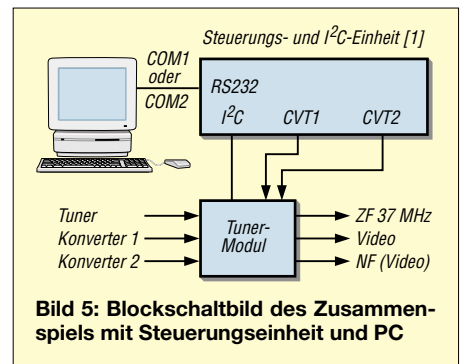 Steuerungs- und I²C-Einheit [1]
COM1
oder
COM2
RS232
I²C CVT1 CVT2
Tuner
Konverter 1
Konverter 2
Tuner-
Modul
ZF 37 MHz
Video
NF (Video)
Bild 5: Blockschaltbild des Zusammen-
spiels mit Steuerungseinheit und PC